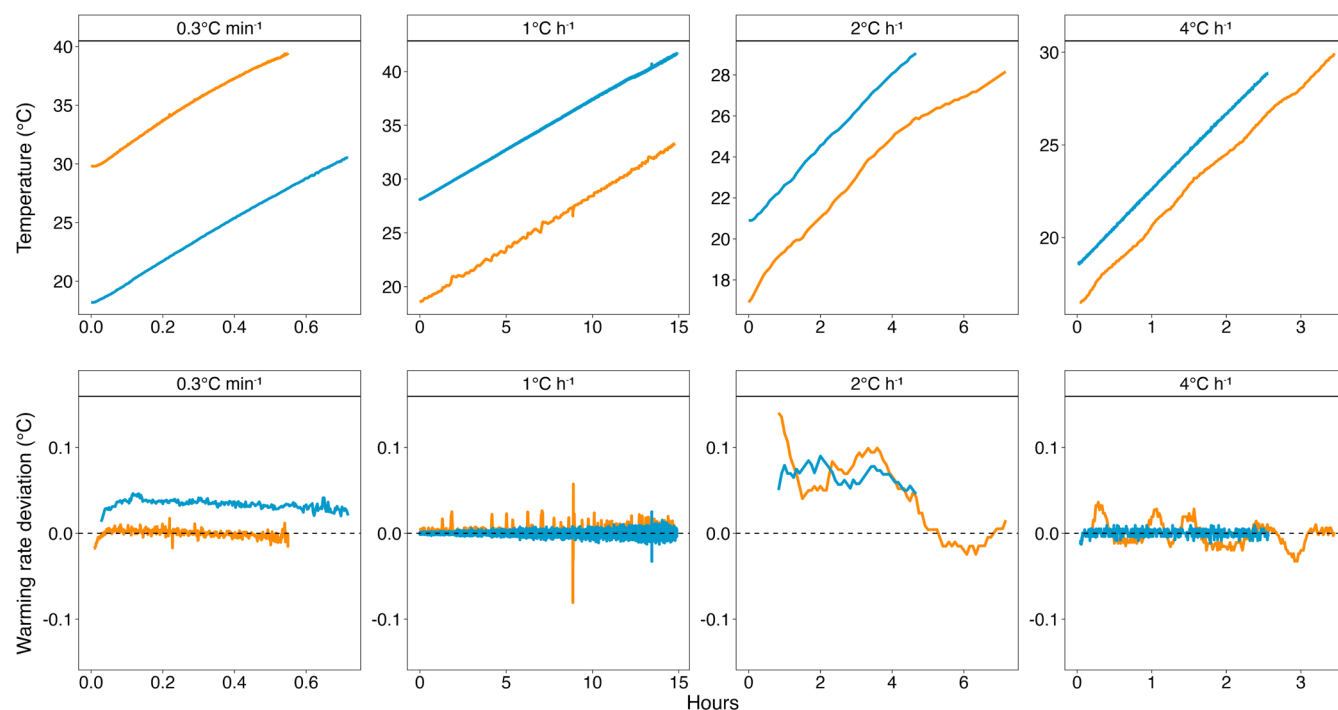 0.3°C min⁻¹ 1°C h⁻¹ 2°C h⁻¹ 4°C h⁻¹
Temperature (°C)
40 35 30 25 20
0.0 0.2 0.4 0.6
40 35 30 25 20
0 5 10 15
28 26 24 22 20 18
0 2 4 6
30 25 20
0 1 2 3
0.3°C min⁻¹ 1°C h⁻¹ 2°C h⁻¹ 4°C h⁻¹
Warming rate deviation (°C)
0.1 0.0 -0.1
0.0 0.2 0.4 0.6
0.1 0.0 -0.1
0 5 10 15
0.1 0.0 -0.1
0 2 4 6
0.1 0.0 -0.1
0 1 2 3
Hours